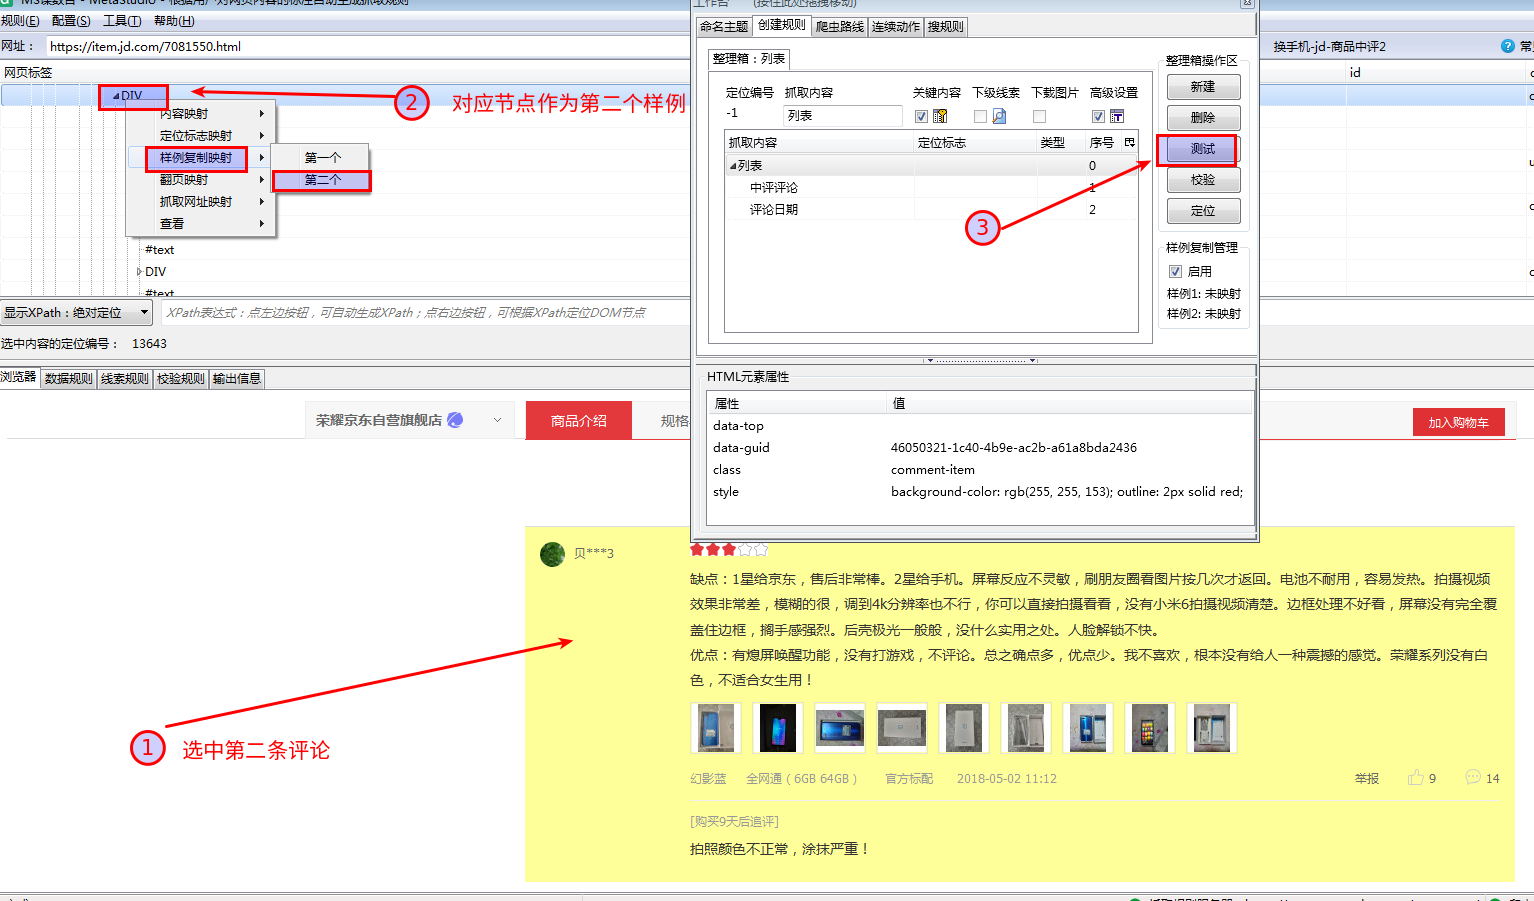 MS谋数台 - MetaStudio - 根据用户对网页内容的标注自动生成抓取规则
规则(E) 配置(S) 工具(T) 帮助(H)
网址： https://item.jd.com/7081550.html
网页标签
DIV
内容映射
定位标志映射
样例复制映射
翻页映射
抓取网址映射
查看
第一个
第二个
#text
DIV
#text
2 对应节点作为第二个样例
显示XPath：绝对定位
XPath表达式：点左边按钮，可自动生成XPath；点右边按钮，可根据XPath定位DOM节点
选中内容的定位编号： 13643
浏览器 数据规则 线索规则 校验规则 输出信息
工作台 (按住此处拖拽移动)
命名主题 创建规则 爬虫路线 连续动作 搜规则
整理箱：列表
定位编号 抓取内容 关键内容 下级线索 下载图片 高级设置
-1 列表
抓取内容 定位标志 类型 序号
列表 0
中评评论 1
评论日期 2
3
整理箱操作区
新建
删除
测试
校验
定位
样例复制管理
启用
样例1: 未映射
样例2: 未映射
HTML元素属性
属性 值
data-top
data-guid 46050321-1c40-4b9e-ac2b-a61a8bda2436
class comment-item
style background-color: rgb(255, 255, 153); outline: 2px solid red;
换手机-jd-商品中评2
id
荣耀京东自营旗舰店
商品介绍
规格
加入购物车
1 选中第二条评论
贝***3
缺点：1星给京东，售后非常棒。2星给手机。屏幕反应不灵敏，刷朋友圈看图片按几次才返回。电池不耐用，容易发热。拍摄视频
效果非常差，模糊的很，调到4k分辨率也不行，你可以直接拍摄看看，没有小米6拍摄视频清楚。边框处理不好看，屏幕没有完全覆
盖住边框，搁手感强烈。后壳极光一般般，没什么实用之处。人脸解锁不快。
优点：有熄屏唤醒功能，没有打游戏，不评论。总之确点多，优点少。我不喜欢，根本没有给人一种震撼的感觉。荣耀系列没有白
色，不适合女生用！
幻影蓝 全网通（6GB 64GB） 官方标配 2018-05-02 11:12 举报 9 14
[购买9天后追评]
拍照颜色不正常，涂抹严重！